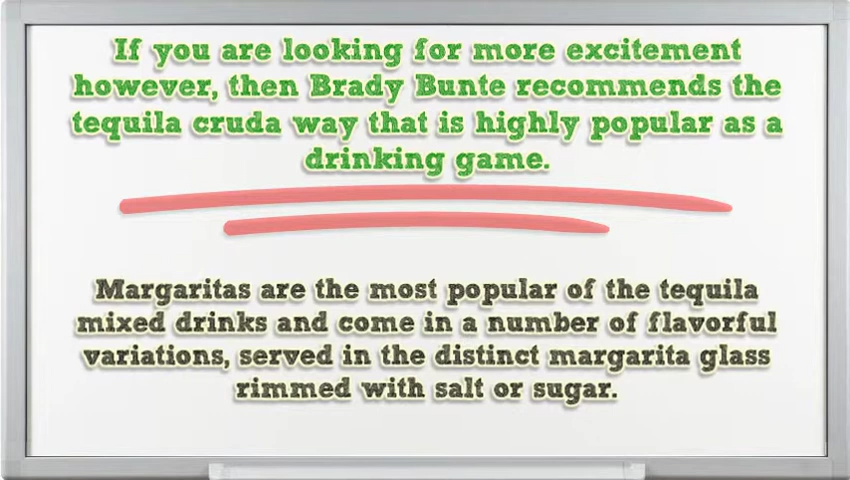 If you are looking for more excitement
however, then Brady Bunte recommends the
tequila cruda way that is highly popular as a
drinking game.
Margaritas are the most popular of the tequila
mixed drinks and come in a number of flavorful
variations, served in the distinct margarita glass
rimmed with salt or sugar.